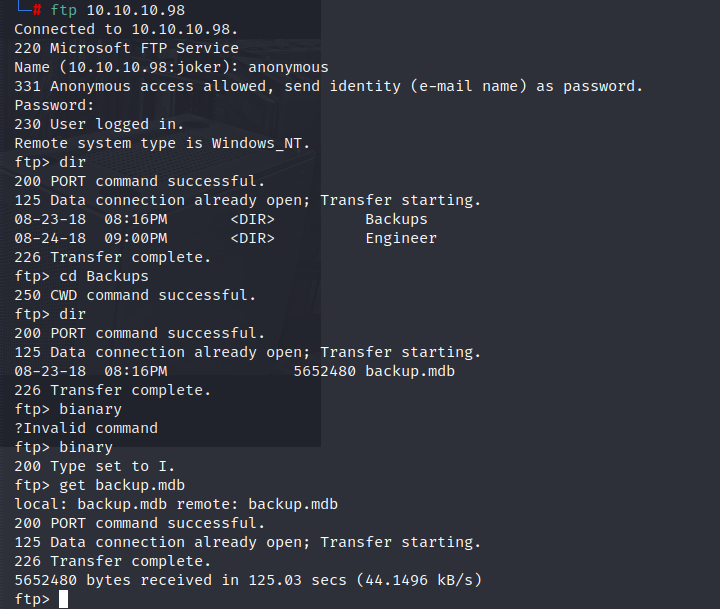 └─# ftp 10.10.10.98
Connected to 10.10.10.98.
220 Microsoft FTP Service
Name (10.10.10.98:joker): anonymous
331 Anonymous access allowed, send identity (e-mail name) as password.
Password:
230 User logged in.
Remote system type is Windows_NT.
ftp> dir
200 PORT command successful.
125 Data connection already open; Transfer starting.
08-23-18  08:16PM       <DIR>          Backups
08-24-18  09:00PM       <DIR>          Engineer
226 Transfer complete.
ftp> cd Backups
250 CWD command successful.
ftp> dir
200 PORT command successful.
125 Data connection already open; Transfer starting.
08-23-18  08:16PM              5652480 backup.mdb
226 Transfer complete.
ftp> bianary
?Invalid command
ftp> binary
200 Type set to I.
ftp> get backup.mdb
local: backup.mdb remote: backup.mdb
200 PORT command successful.
125 Data connection already open; Transfer starting.
226 Transfer complete.
5652480 bytes received in 125.03 secs (44.1496 kB/s)
ftp>